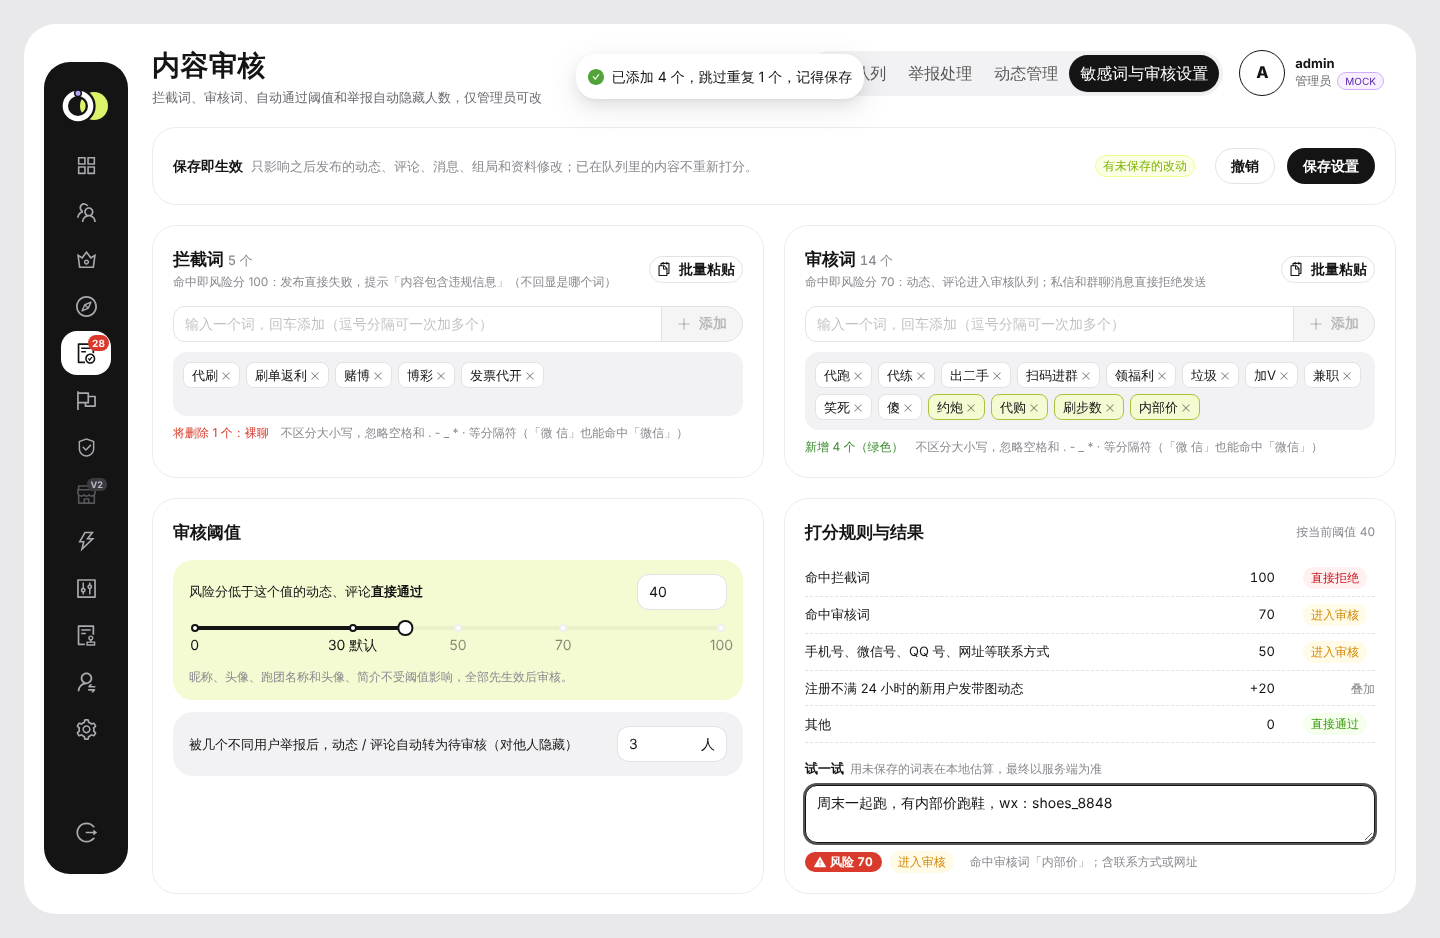 内容审核
拦截词、审核词、自动通过阈值和举报自动隐藏人数，仅管理员可改
已添加 4 个，跳过重复 1 个，记得保存
队列
举报处理
动态管理
敏感词与审核设置
A
admin
管理员 MOCK
28
V2
保存即生效 只影响之后发布的动态、评论、消息、组局和资料修改；已在队列里的内容不重新打分。
有未保存的改动
撤销
保存设置
拦截词 5 个
命中即风险分 100：发布直接失败，提示「内容包含违规信息」（不回显是哪个词）
批量粘贴
输入一个词，回车添加（逗号分隔可一次加多个）
添加
代刷 刷单返利 赌博 博彩 发票代开
将删除 1 个：裸聊 不区分大小写，忽略空格和 . - _ * · 等分隔符（「微 信」也能命中「微信」）
审核词 14 个
命中即风险分 70：动态、评论进入审核队列；私信和群聊消息直接拒绝发送
批量粘贴
输入一个词，回车添加（逗号分隔可一次加多个）
添加
代跑 代练 出二手 扫码进群 领福利 垃圾 加V 兼职
笑死 傻 约炮 代购 刷步数 内部价
新增 4 个（绿色） 不区分大小写，忽略空格和 . - _ * · 等分隔符（「微 信」也能命中「微信」）
审核阈值
风险分低于这个值的动态、评论直接通过
40
0 30 默认 50 70 100
昵称、头像、跑团名称和头像、简介不受阈值影响，全部先生效后审核。
被几个不同用户举报后，动态 / 评论自动转为待审核（对他人隐藏）
3 人
打分规则与结果
按当前阈值 40
命中拦截词 100 直接拒绝
命中审核词 70 进入审核
手机号、微信号、QQ 号、网址等联系方式 50 进入审核
注册不满 24 小时的新用户发带图动态 +20 叠加
其他 0 直接通过
试一试 用未保存的词表在本地估算，最终以服务端为准
周末一起跑，有内部价跑鞋，wx：shoes_8848
风险 70 进入审核 命中审核词「内部价」；含联系方式或网址